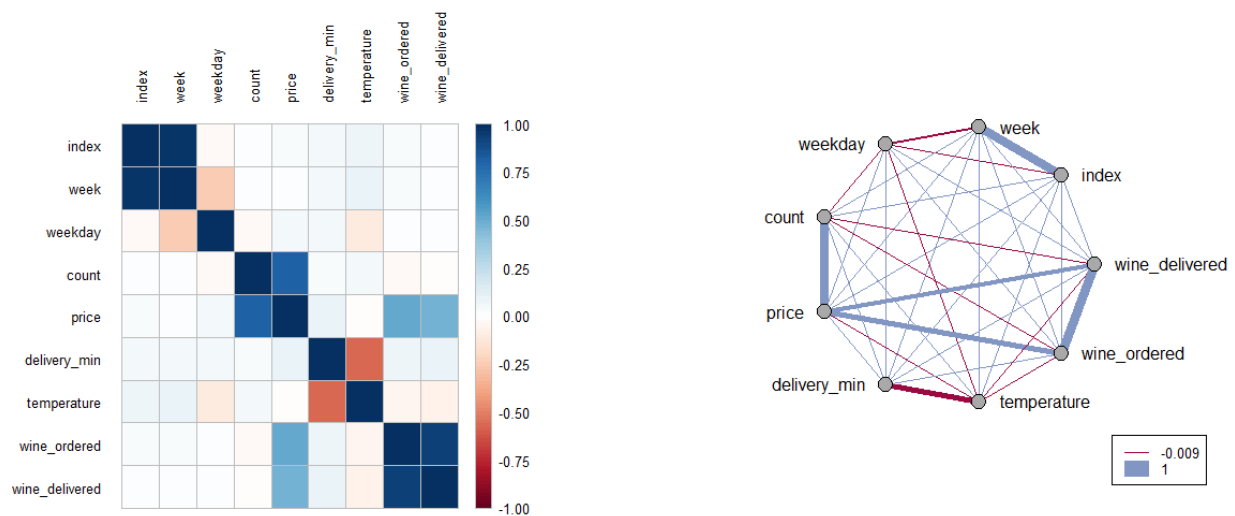 index
week
weekday
count
price
delivery_min
temperature
wine_ordered
wine_delivered
index
week
weekday
count
price
delivery_min
temperature
wine_ordered
wine_delivered
1.00
0.75
0.50
0.25
0.00
-0.25
-0.50
-0.75
-1.00
week
weekday
index
count
wine_delivered
price
wine_ordered
delivery_min
temperature
-0.009
1